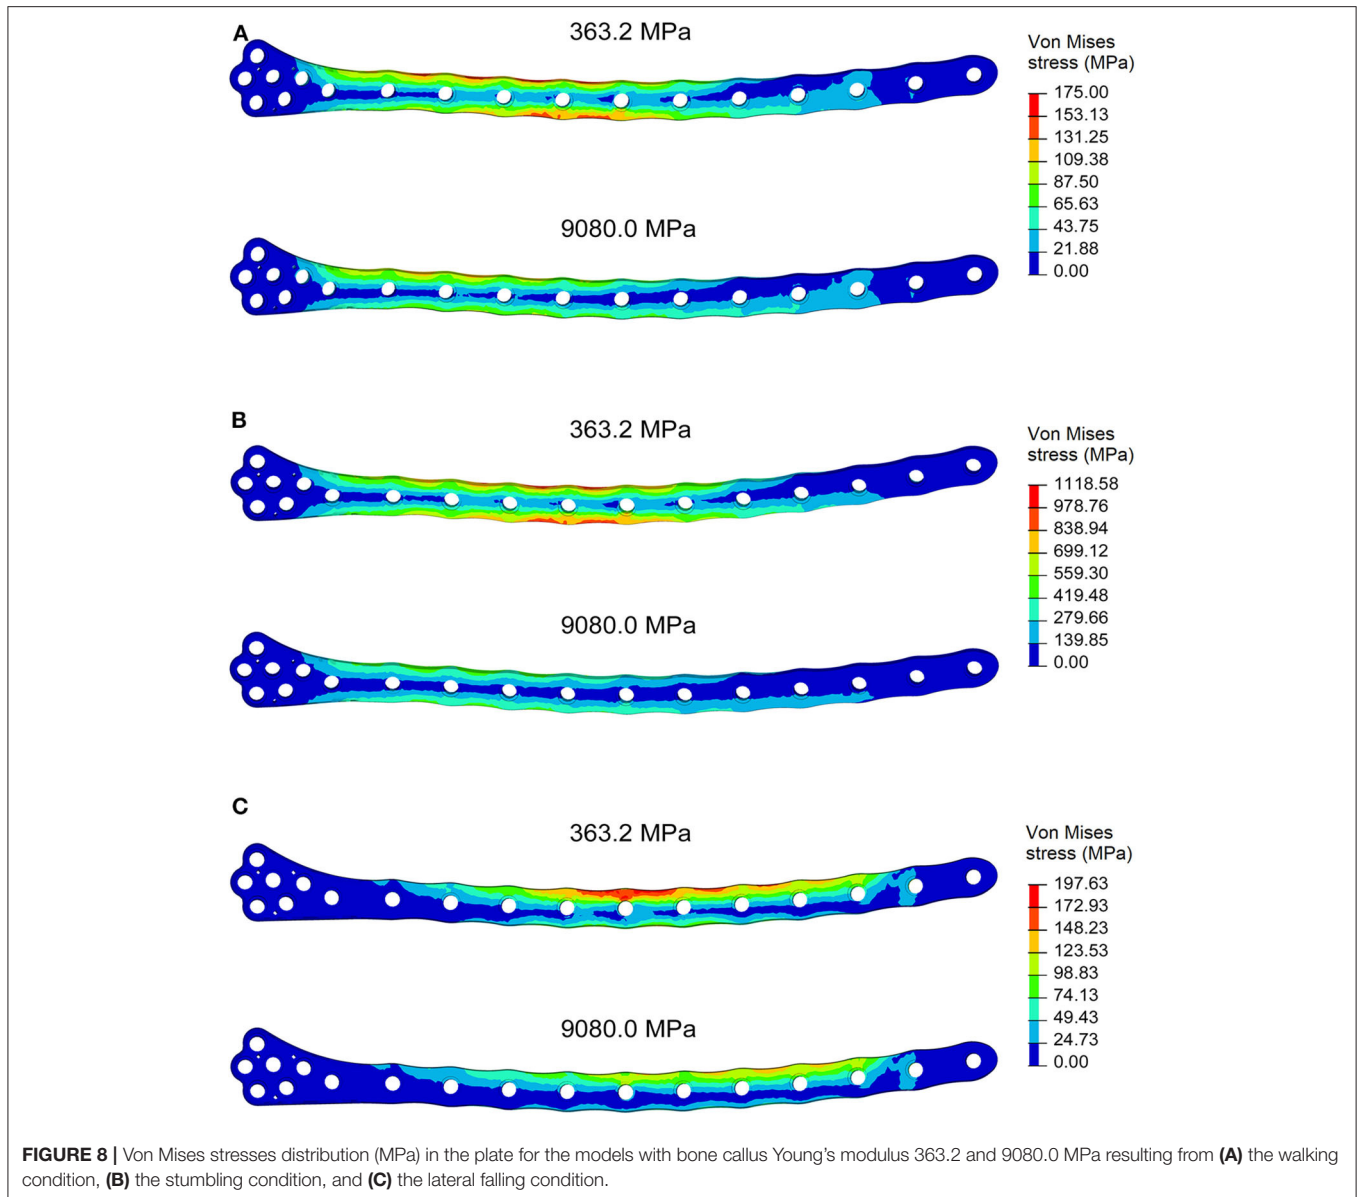 A
363.2 MPa
Von Mises
stress (MPa)
175.00
153.13
131.25
109.38
87.50
65.63
43.75
21.88
0.00
9080.0 MPa
B
363.2 MPa
Von Mises
stress (MPa)
1118.58
978.76
838.94
699.12
559.30
419.48
279.66
139.85
0.00
9080.0 MPa
C
363.2 MPa
Von Mises
stress (MPa)
197.63
172.93
148.23
123.53
98.83
74.13
49.43
24.73
0.00
9080.0 MPa
FIGURE 8 | Von Mises stresses distribution (MPa) in the plate for the models with bone callus Young's modulus 363.2 and 9080.0 MPa resulting from (A) the walking
condition, (B) the stumbling condition, and (C) the lateral falling condition.